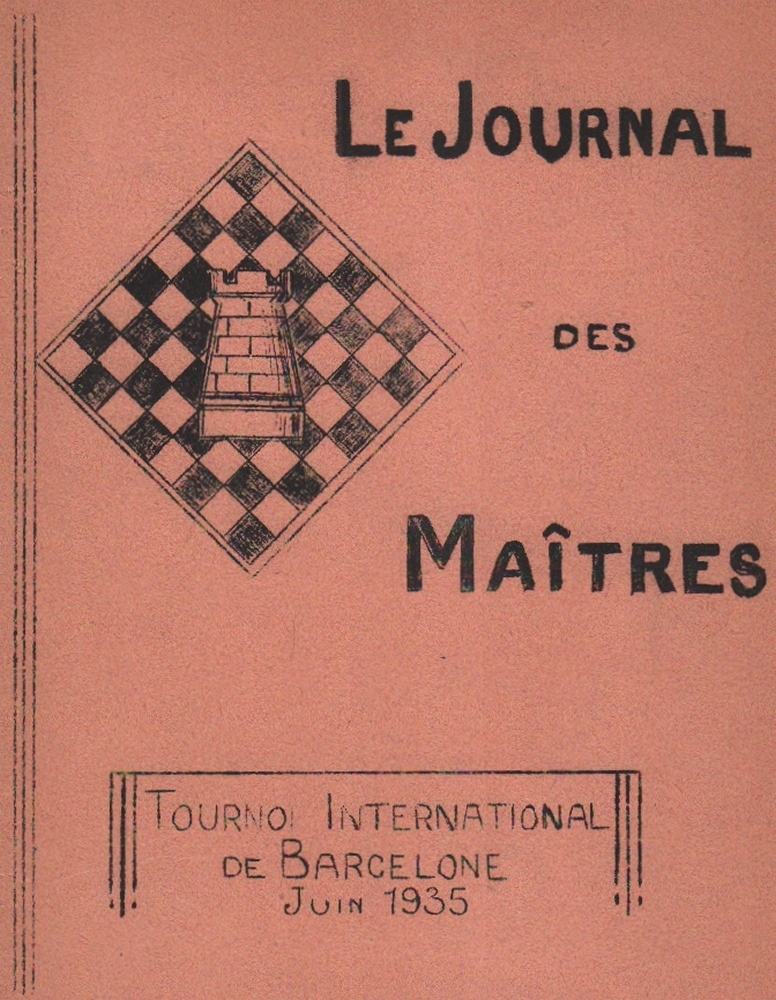 Le Journal
des
Maîtres
Tournoi International
de Barcelone
Juin 1935